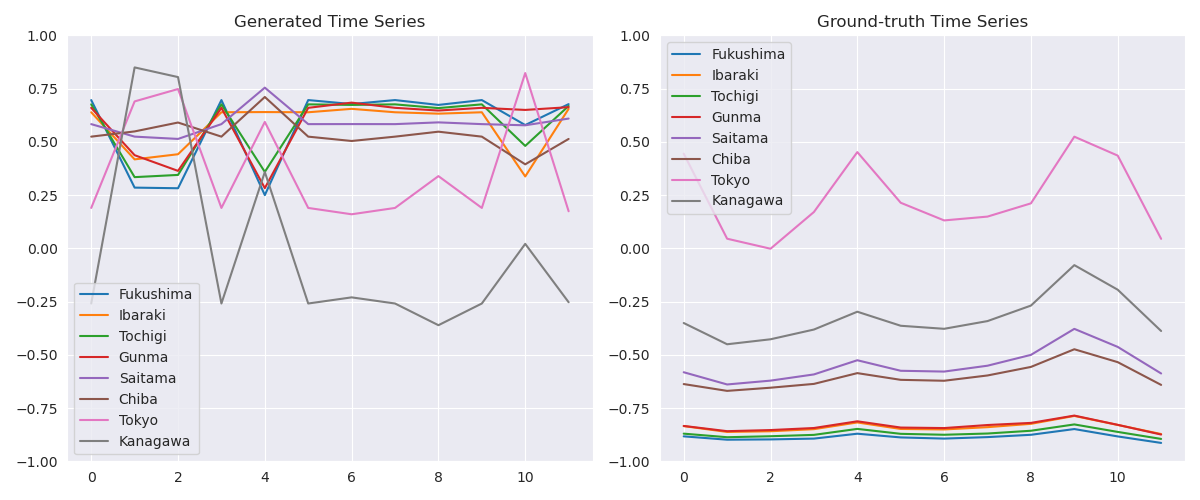 Generated Time Series
1.00
0.75
0.50
0.25
0.00
−0.25
−0.50
−0.75
−1.00
0 2 4 6 8 10
Fukushima
Ibaraki
Tochigi
Gunma
Saitama
Chiba
Tokyo
Kanagawa
Ground-truth Time Series
1.00
0.75
0.50
0.25
0.00
−0.25
−0.50
−0.75
−1.00
0 2 4 6 8 10
Fukushima
Ibaraki
Tochigi
Gunma
Saitama
Chiba
Tokyo
Kanagawa